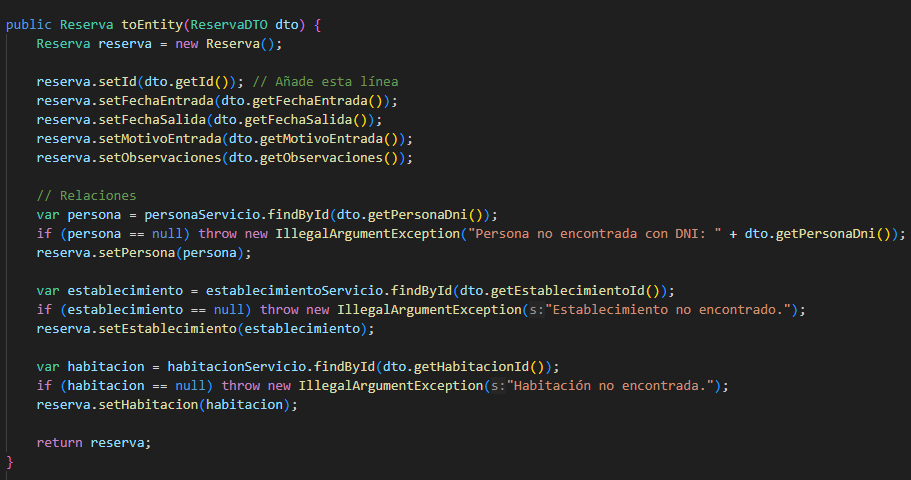 public Reserva toEntity(ReservaDTO dto) {
    Reserva reserva = new Reserva();

    reserva.setId(dto.getId()); // Añade esta línea
    reserva.setFechaEntrada(dto.getFechaEntrada());
    reserva.setFechaSalida(dto.getFechaSalida());
    reserva.setMotivoEntrada(dto.getMotivoEntrada());
    reserva.setObservaciones(dto.getObservaciones());

    // Relaciones
    var persona = personaServicio.findById(dto.getPersonaDni());
    if (persona == null) throw new IllegalArgumentException("Persona no encontrada con DNI: " + dto.getPersonaDni());
    reserva.setPersona(persona);

    var establecimiento = establecimientoServicio.findById(dto.getEstablecimientoId());
    if (establecimiento == null) throw new IllegalArgumentException(s:"Establecimiento no encontrado.");
    reserva.setEstablecimiento(establecimiento);

    var habitacion = habitacionServicio.findById(dto.getHabitacionId());
    if (habitacion == null) throw new IllegalArgumentException(s:"Habitación no encontrada.");
    reserva.setHabitacion(habitacion);

    return reserva;
}